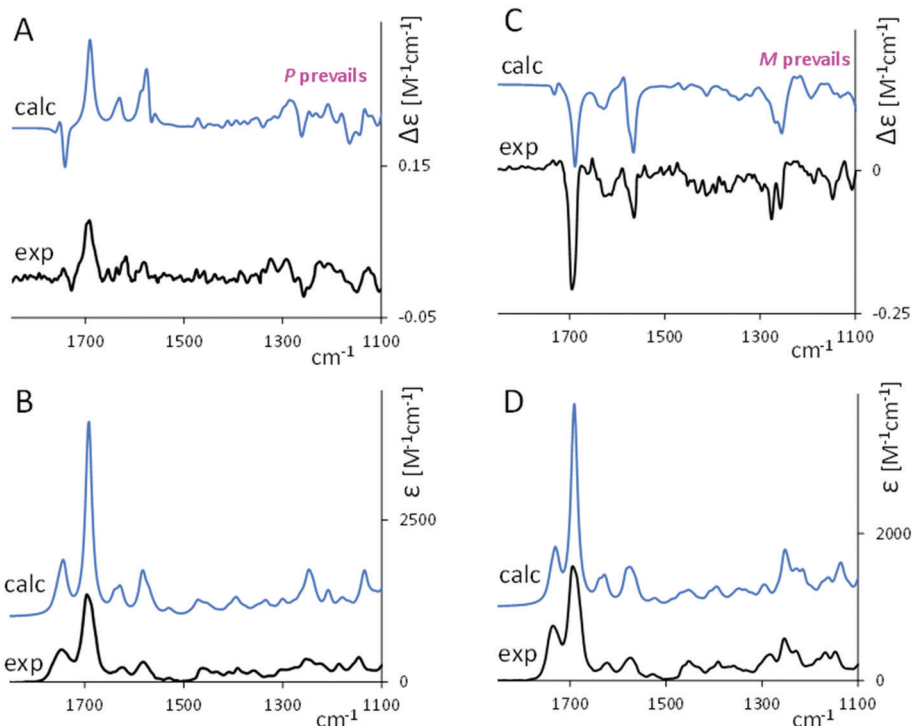 A
P prevails
calc
Δε [M-1cm-1]
0.15
exp
-0.05
1700
1500
1300
1100
cm-1
C
calc
M prevails
Δε [M-1cm-1]
exp
0
-0.25
1700
1500
1300
1100
cm-1
B
ε [M-1cm-1]
2500
calc
exp
0
1700
1500
1300
1100
cm-1
D
ε [M-1cm-1]
2000
calc
exp
0
1700
1500
1300
1100
cm-1